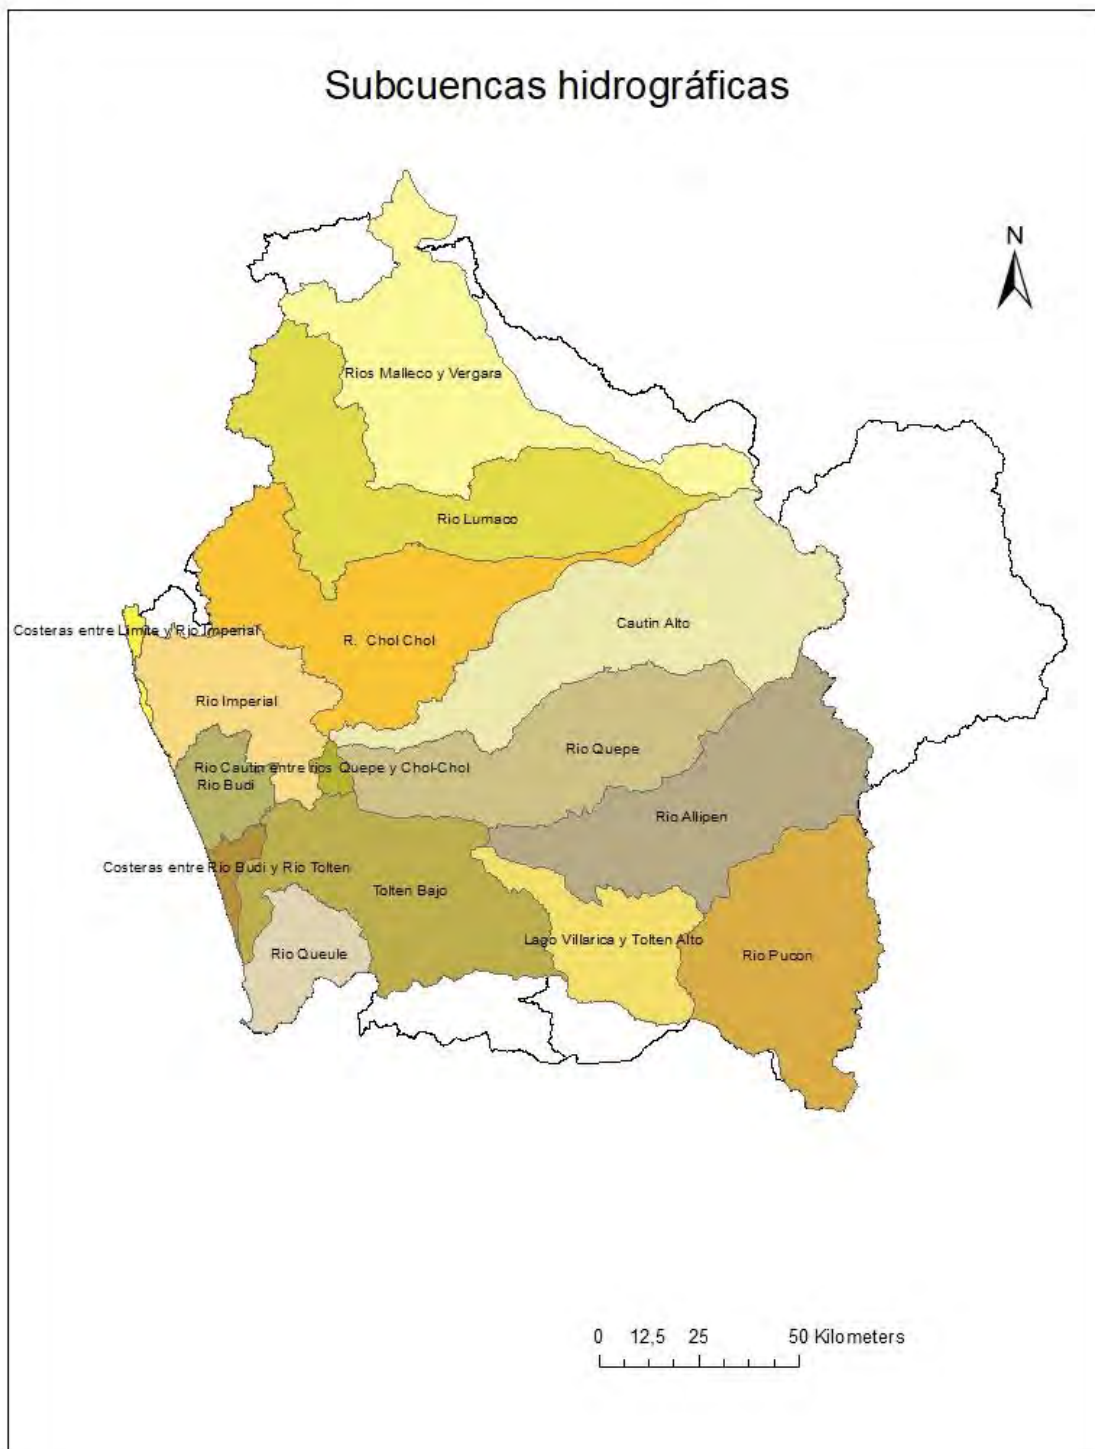 Subcuencas hidrográficas
N
Rios Malleco y Vergara
Rio Lumaco
Cautin Alto
Costeras entre Limite y Rio Imperial
R. Chol Chol
Rio Imperial
Rio Quepe
Rio Cautin entre rios Quepe y Chol-Chol
Rio Budi
Rio Allipen
Costeras entre Rio Budi y Rio Tolten
Tolten Bajo
Lago Villarica y Tolten Alto
Rio Queule
Rio Pucon
0 12,5 25 50 Kilometers